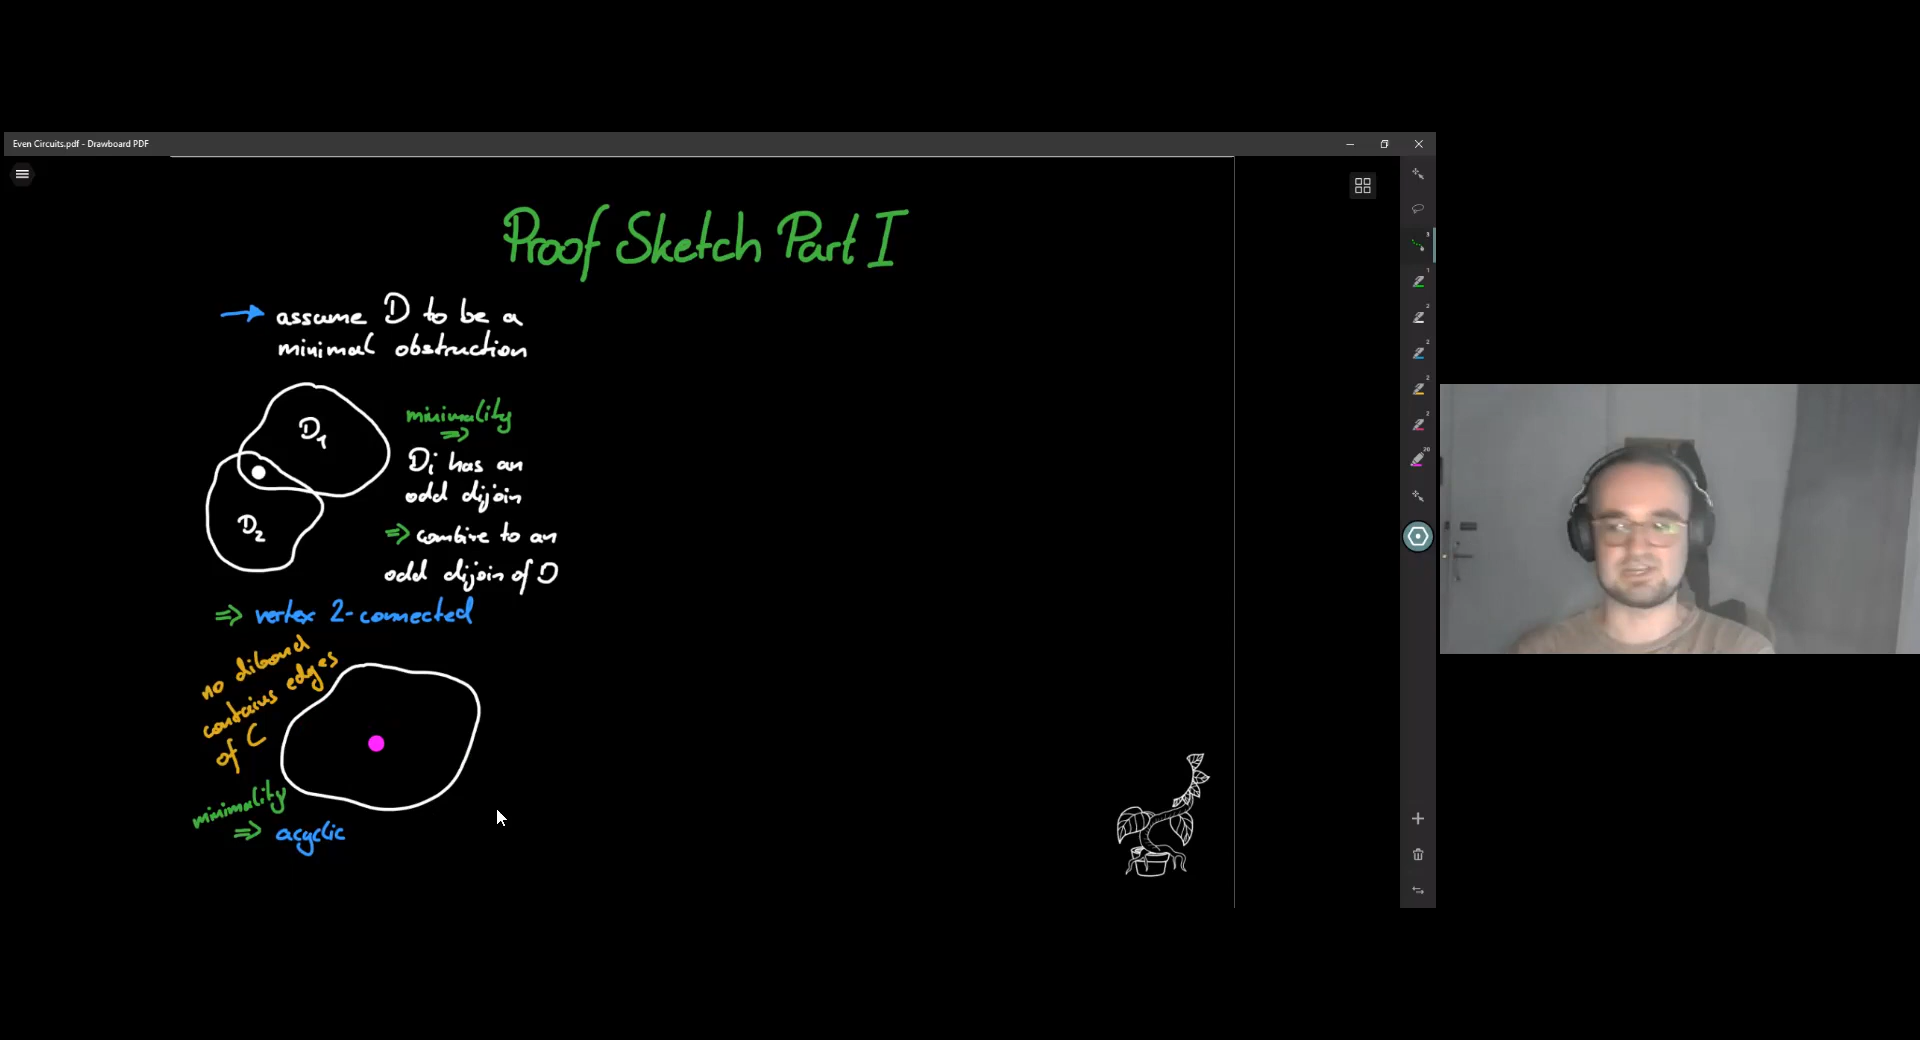 Even Circuits.pdf - Drawboard PDF
Proof Sketch Part I
→ assume D to be a
minimal obstruction
D₁
D₂
minimality
⇒
Dᵢ has an
odd dijoin
⇒ combine to an
odd dijoin of D
⇒ vertex 2-connected
no dibond
contains edges
of C
minimality
⇒ acyclic